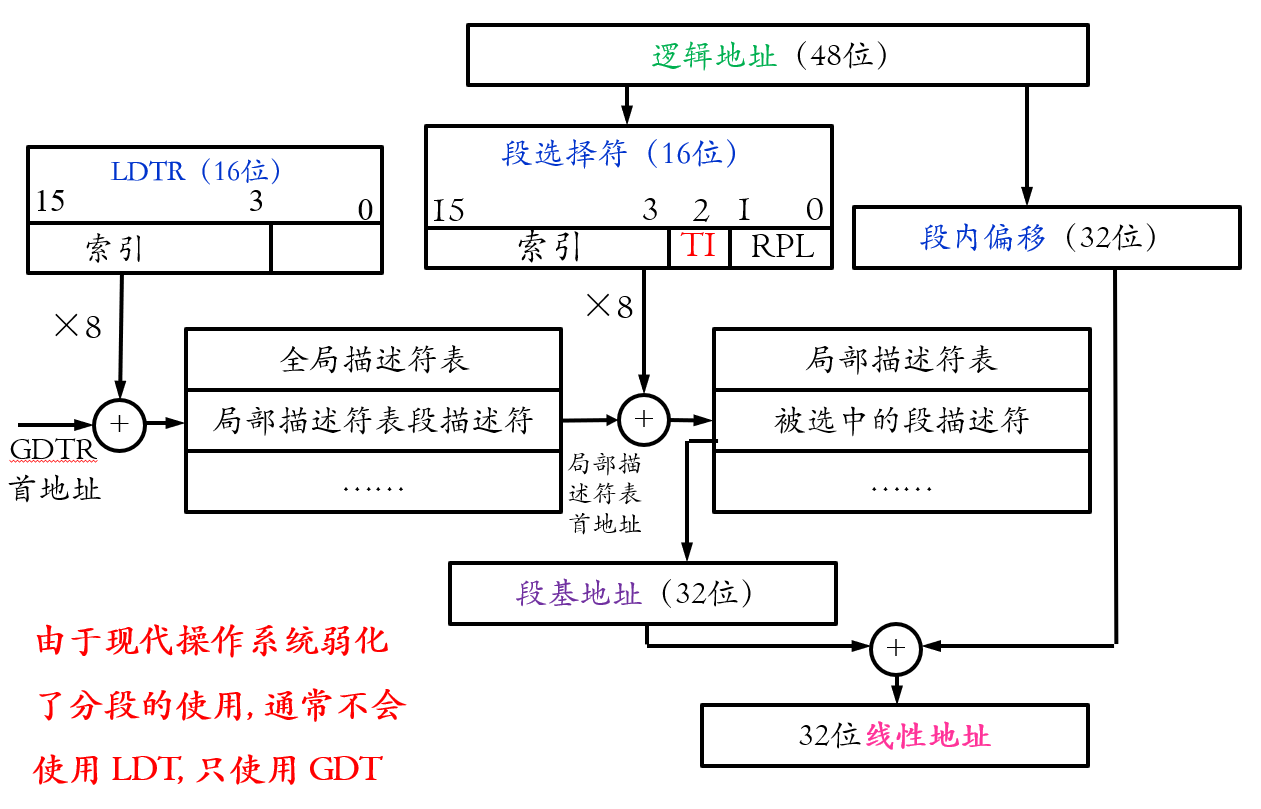 逻辑地址（48位）
LDTR（16位）
15 3 0
索引
段选择符（16位）
15 3 2 1 0
索引 TI RPL
段内偏移（32位）
×8
×8
全局描述符表
局部描述符表段描述符
……
+
GDTR
首地址
+
局部描
述符表
首地址
局部描述符表
被选中的段描述符
……
段基地址（32位）
+
32位线性地址
由于现代操作系统弱化
了分段的使用, 通常不会
使用 LDT, 只使用 GDT